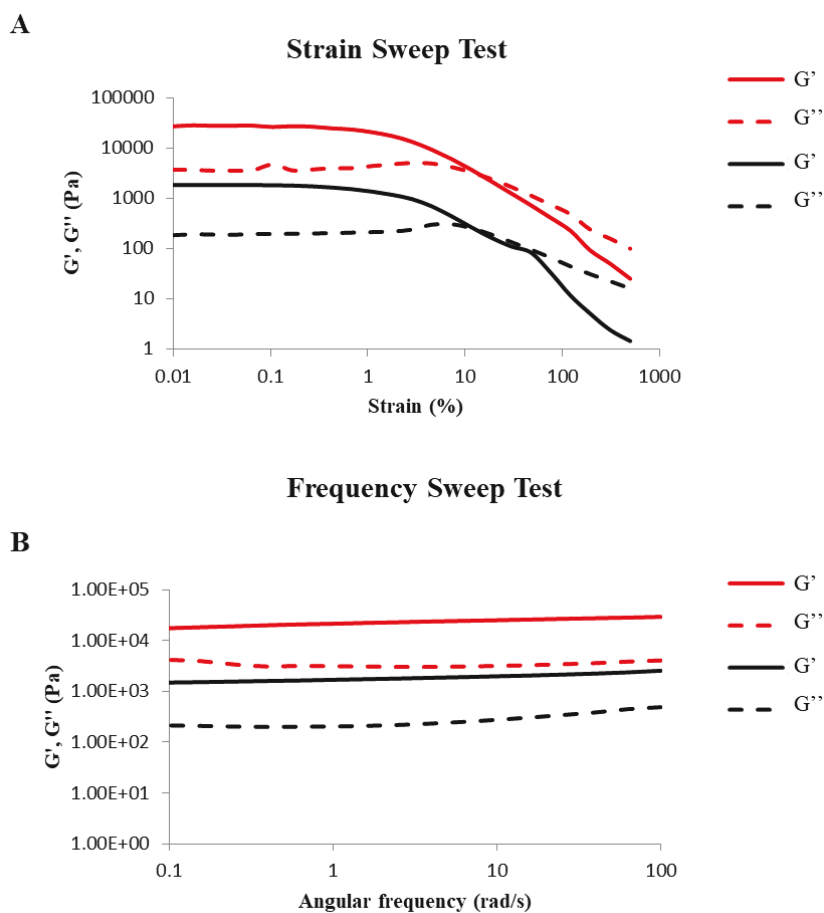 A
Strain Sweep Test
100000
10000
1000
100
10
1
G', G'' (Pa)
0.01 0.1 1 10 100 1000
Strain (%)
G’
G’’
G’
G’’
Frequency Sweep Test
B
1.00E+05
1.00E+04
1.00E+03
1.00E+02
1.00E+01
1.00E+00
G', G'' (Pa)
0.1 1 10 100
Angular frequency (rad/s)
G’
G’’
G’
G’’